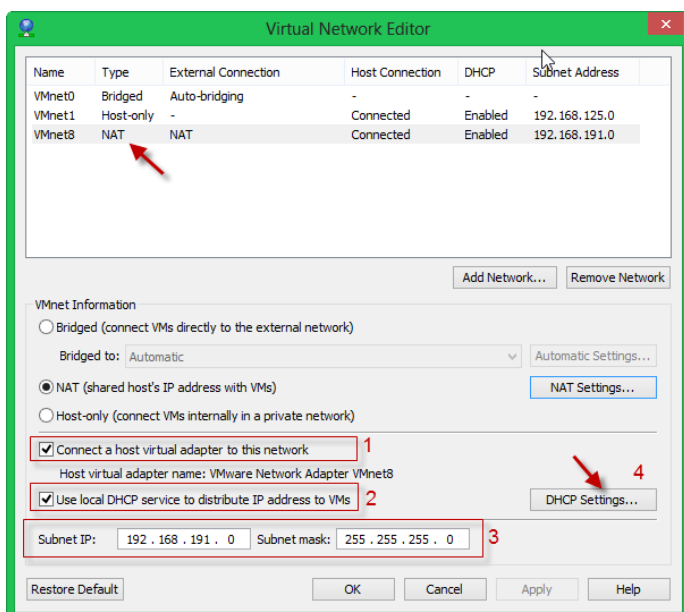 Virtual Network Editor
Name Type External Connection Host Connection DHCP Subnet Address
VMnet0 Bridged Auto-bridging - - -
VMnet1 Host-only - Connected Enabled 192.168.125.0
VMnet8 NAT NAT Connected Enabled 192.168.191.0
Add Network... Remove Network
VMnet Information
Bridged (connect VMs directly to the external network)
Bridged to: Automatic Automatic Settings...
NAT (shared host's IP address with VMs) NAT Settings...
Host-only (connect VMs internally in a private network)
Connect a host virtual adapter to this network 1
Host virtual adapter name: VMware Network Adapter VMnet8 4
Use local DHCP service to distribute IP address to VMs 2 DHCP Settings...
Subnet IP: 192 . 168 . 191 . 0 Subnet mask: 255 . 255 . 255 . 0 3
Restore Default OK Cancel Apply Help